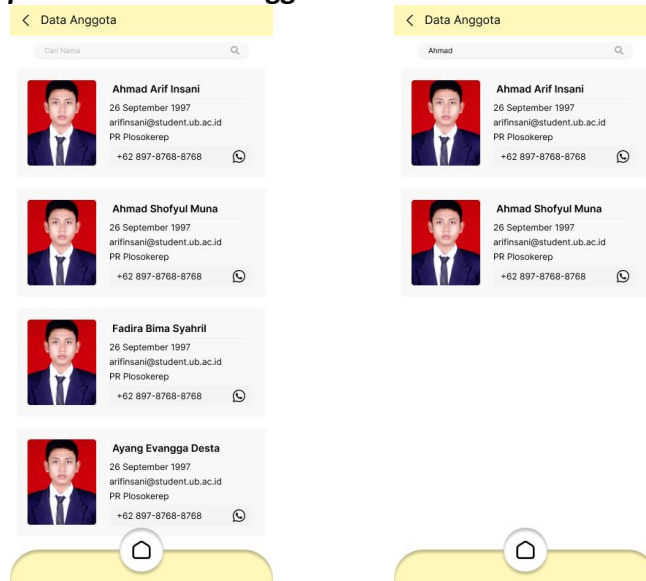 Data Anggota
Cari Nama
Ahmad Arif Insani
26 September 1997
arifinsani@student.ub.ac.id
PR Plosokerep
+62 897-8768-8768
Ahmad Shofyul Muna
26 September 1997
arifinsani@student.ub.ac.id
PR Plosokerep
+62 897-8768-8768
Fadira Bima Syahril
26 September 1997
arifinsani@student.ub.ac.id
PR Plosokerep
+62 897-8768-8768
Ayang Evangga Desta
26 September 1997
arifinsani@student.ub.ac.id
PR Plosokerep
+62 897-8768-8768
Data Anggota
Ahmad
Ahmad Arif Insani
26 September 1997
arifinsani@student.ub.ac.id
PR Plosokerep
+62 897-8768-8768
Ahmad Shofyul Muna
26 September 1997
arifinsani@student.ub.ac.id
PR Plosokerep
+62 897-8768-8768